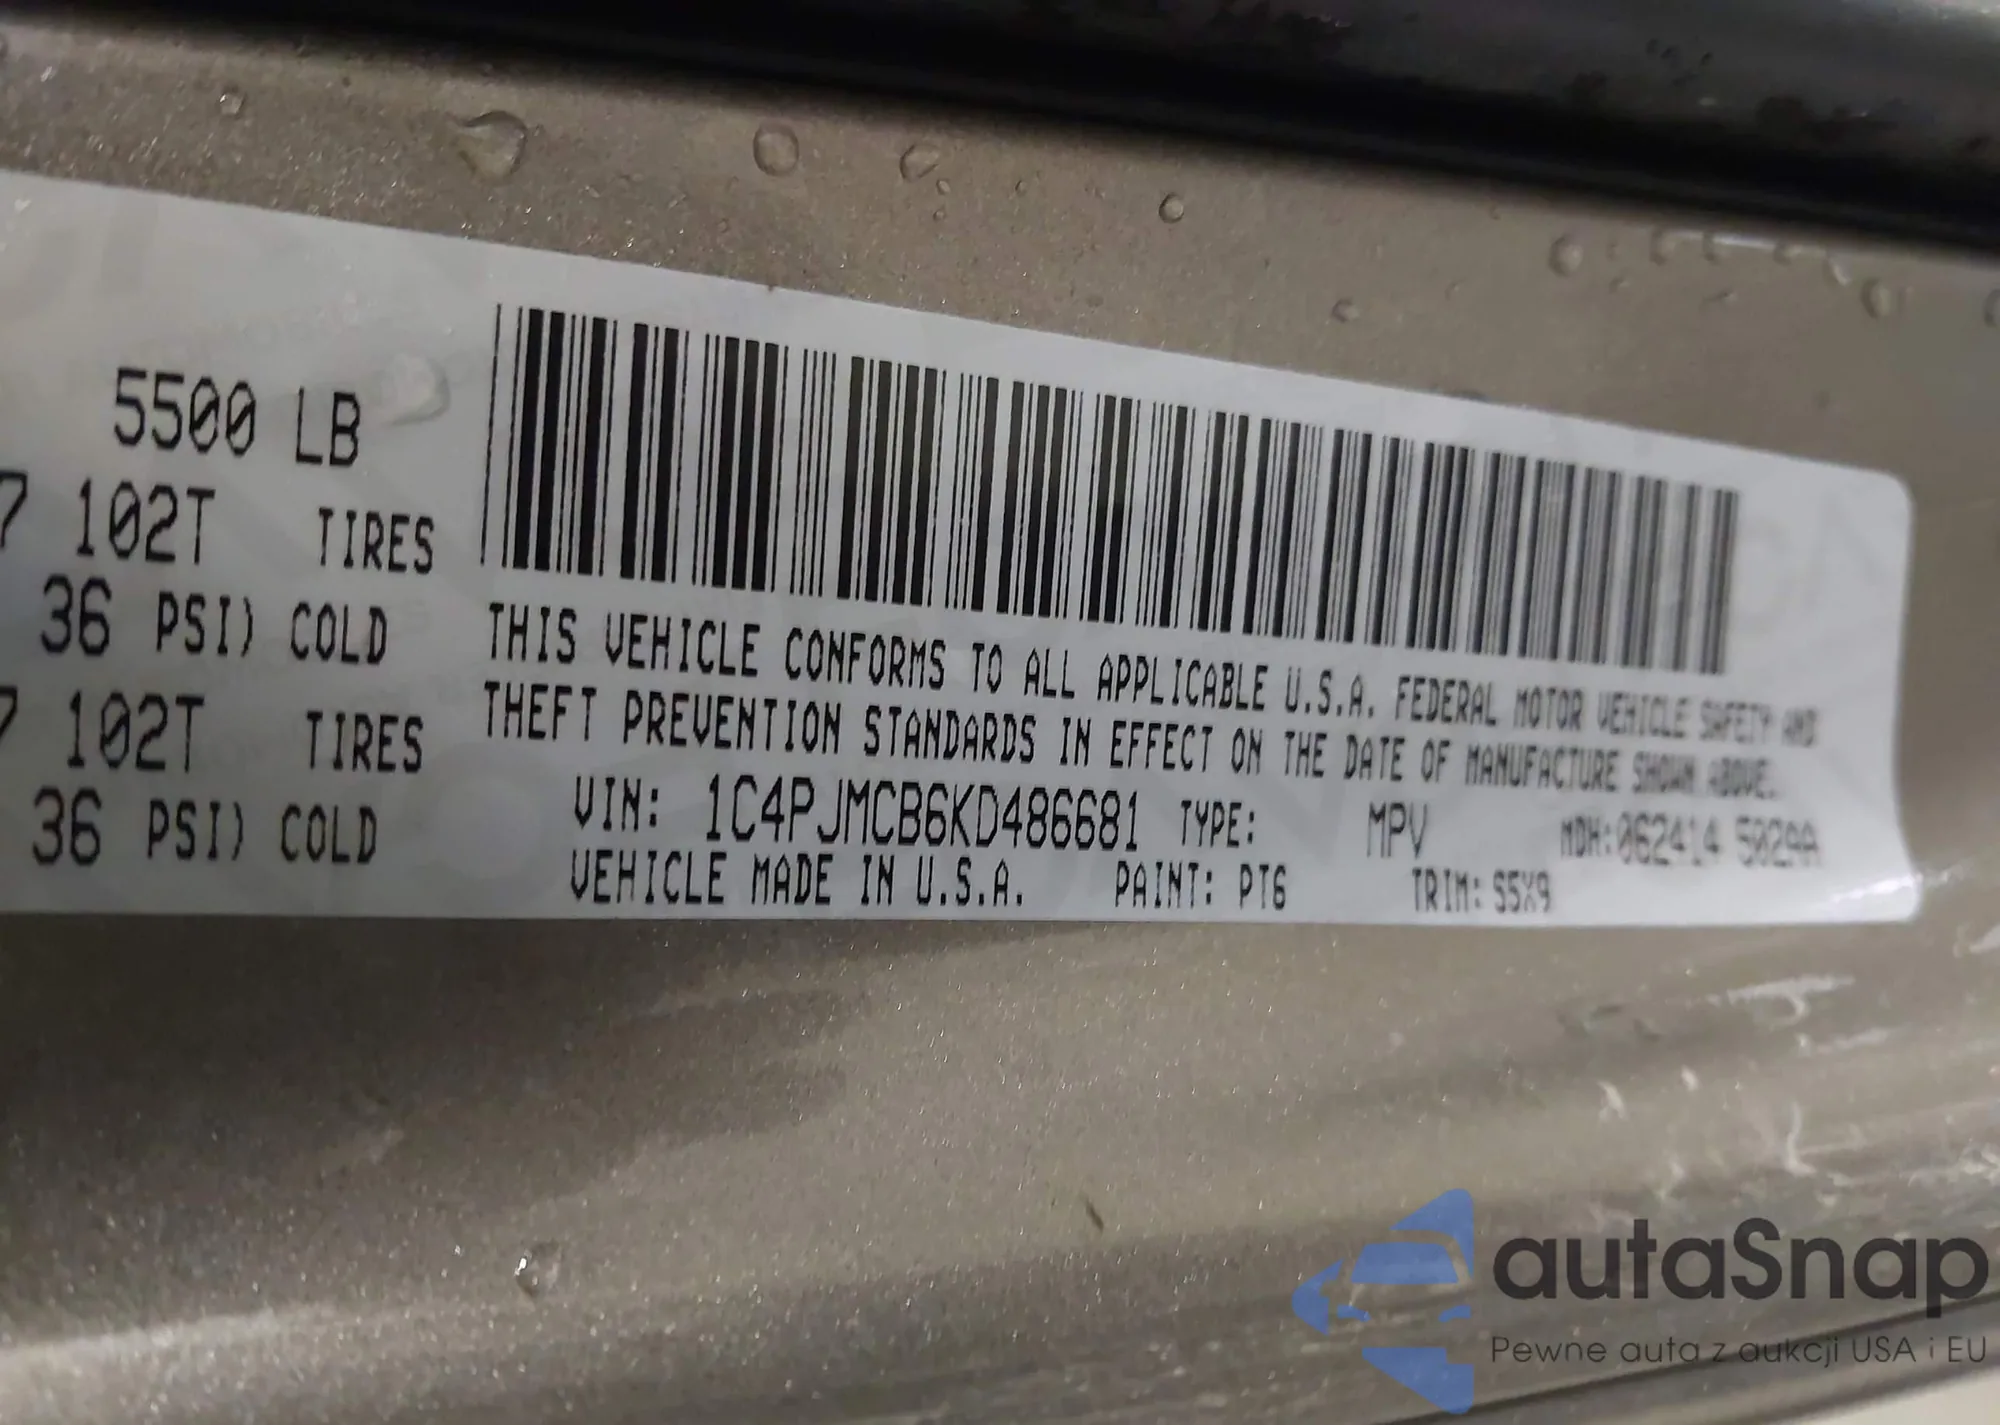 5500 LB
7 102T TIRES
36 PSI) COLD
7 102T TIRES
36 PSI) COLD
THIS VEHICLE CONFORMS TO ALL APPLICABLE U.S.A. FEDERAL MOTOR VEHICLE SAFETY AND
THEFT PREVENTION STANDARDS IN EFFECT ON THE DATE OF MANUFACTURE SHOWN ABOVE.
VIN: 1C4PJMCB6KD486681 TYPE: MPV MDH:062414 502AA
VEHICLE MADE IN U.S.A. PAINT: PT6 TRIM: S5X9
autaSnap
Pewne auta z aukcji USA i EU